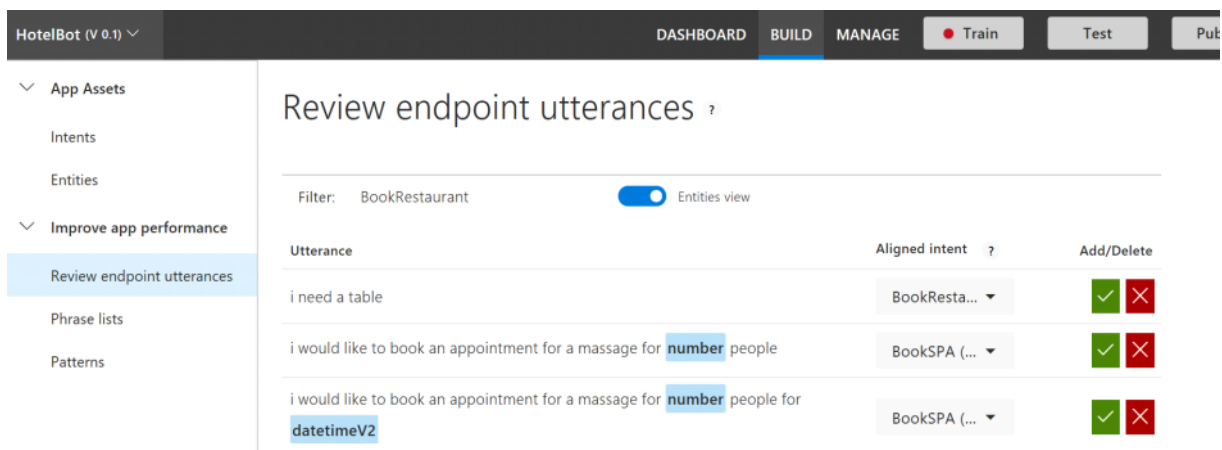 HotelBot (V 0.1) DASHBOARD BUILD MANAGE Train Test Pub
App Assets
Intents
Entities
Improve app performance
Review endpoint utterances
Phrase lists
Patterns
Review endpoint utterances ?
Filter: BookRestaurant Entities view
Utterance Aligned intent ? Add/Delete
i need a table BookResta...
i would like to book an appointment for a massage for number people BookSPA (...
i would like to book an appointment for a massage for number people for
datetimeV2 BookSPA (...